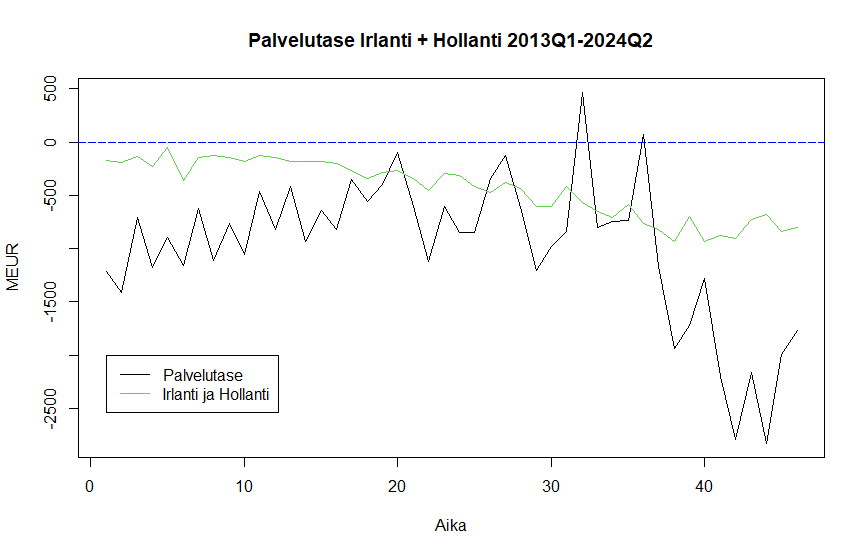 Palvelutase Irlanti + Hollanti 2013Q1-2024Q2
MEUR
500
0
-500
-1500
-2500
Palvelutase
Irlanti ja Hollanti
0 10 20 30 40
Aika